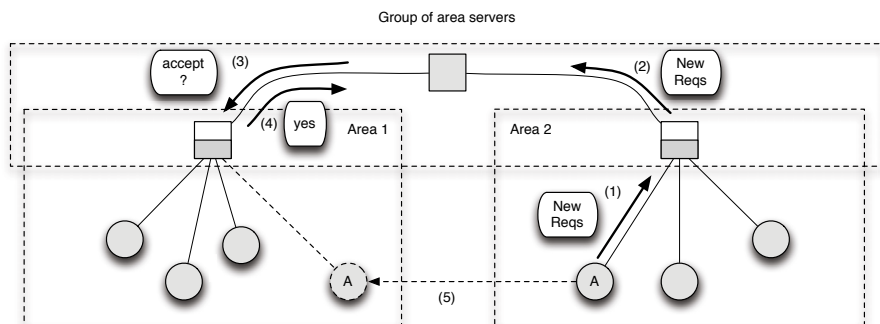 Group of area servers
accept
?
(3)
(2)
New
Reqs
(4)
yes
Area 1
Area 2
(1)
New
Reqs
A
A
(5)